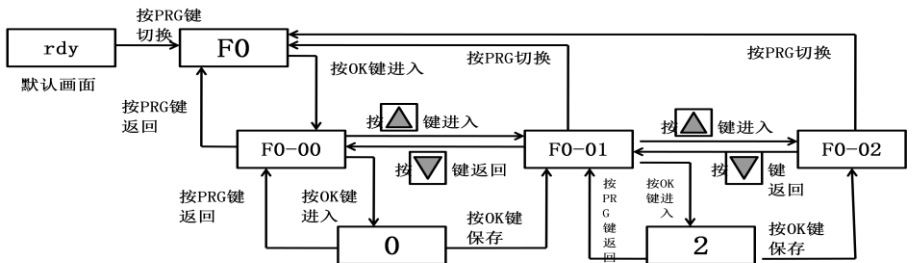 按PRG键
切换
rdy
F0
默认画面
按OK键进入
按PRG切换
按PRG切换
按PRG键
返回
按 键进入
按 键进入
F0-00
F0-01
F0-02
按 键返回
按 键
返回
按PRG键
返回
按OK键
进入
按OK键
保存
按
PR
G
键
返
回
按OK
键进
入
按OK键
保存
0
2